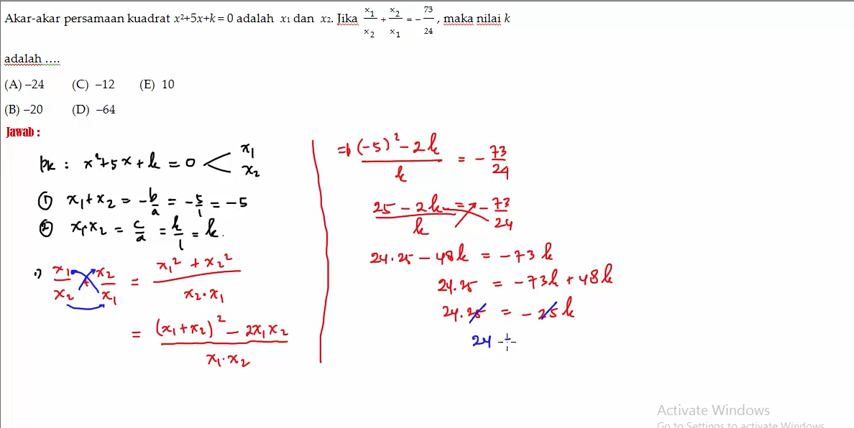 Akar-akar persamaan kuadrat x²+5x+k = 0 adalah x₁ dan x₂. Jika x₁/x₂ + x₂/x₁ = -73/24, maka nilai k
adalah ....
(A) –24 (C) –12 (E) 10
(B) –20 (D) –64
Jawab :
pk : x²+5x+k = 0 < x₁ x₂
① x₁+x₂ = -b/a = -5/1 = -5
② x₁·x₂ = c/a = k/1 = k
•) x₁/x₂ + x₂/x₁ = (x₁² + x₂²)/(x₂·x₁)
= ((x₁+x₂)² - 2x₁x₂)/(x₁·x₂)
⇒ ((-5)² - 2k)/k = -73/24
(25 - 2k)/k = -73/24
24.25 - 48k = -73k
24.25 = -73k + 48k
24.25 = -25k
24
Activate Windows
Go to Settings to activate Windows